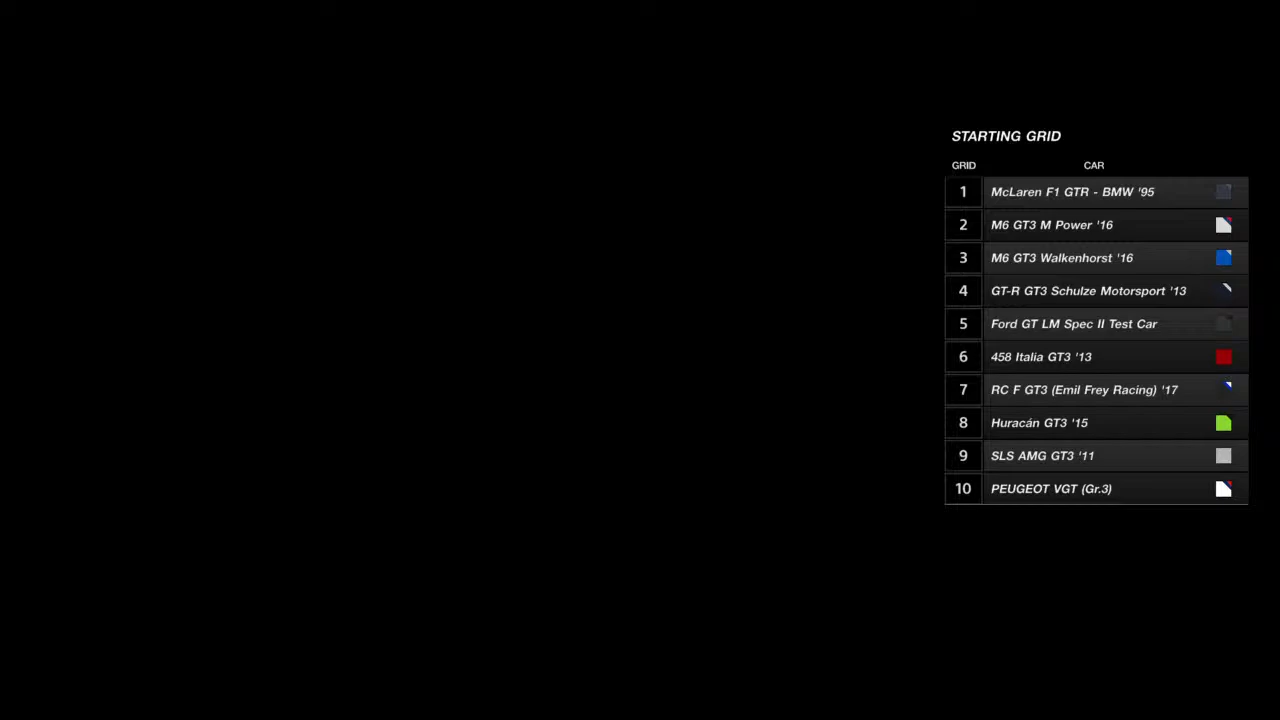 STARTING GRID
GRID CAR
1 McLaren F1 GTR - BMW '95
2 M6 GT3 M Power '16
3 M6 GT3 Walkenhorst '16
4 GT-R GT3 Schulze Motorsport '13
5 Ford GT LM Spec II Test Car
6 458 Italia GT3 '13
7 RC F GT3 (Emil Frey Racing) '17
8 Huracán GT3 '15
9 SLS AMG GT3 '11
10 PEUGEOT VGT (Gr.3)